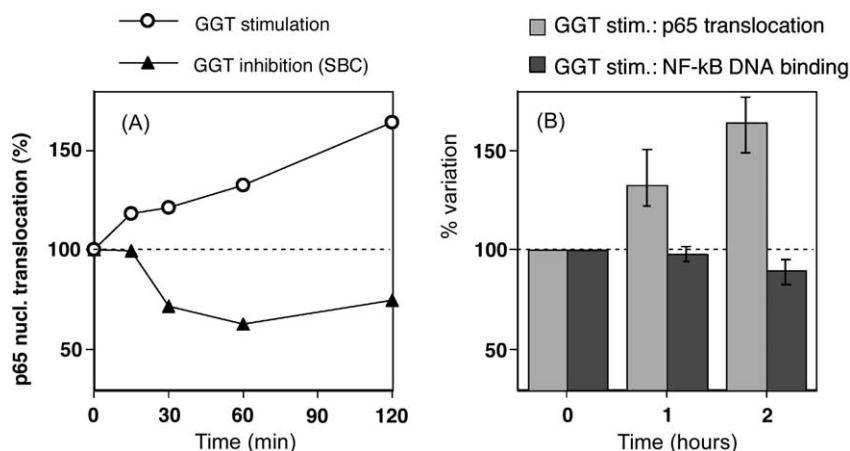 GGT stimulation
GGT inhibition (SBC)
(A)
p65 nucl. translocation (%)
150
100
50
0
30
60
90
120
Time (min)
GGT stim.: p65 translocation
GGT stim.: NF-kB DNA binding
(B)
% variation
150
100
50
0
1
2
Time (hours)